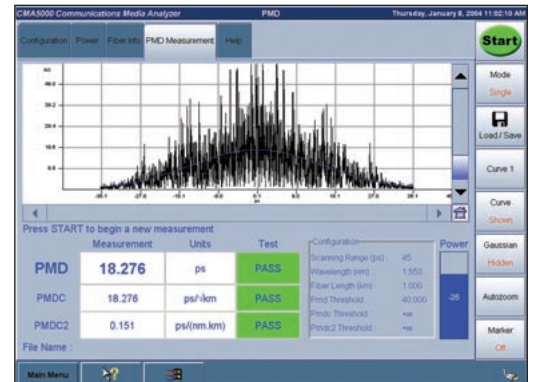 CMA5000 Communications Media Analyzer PMD Thursday, January 8, 2004 11:02:10 AM
Configuration Power Fiber Info PMD Measurement Help
Start
Mode
Single
Load / Save
Curve 1
Curve
Shown
Gaussian
Hidden
Autozoom
Marker
Off
Press START to begin a new measurement
Measurement Units Test
PMD 18.276 ps PASS
PMDC 18.276 ps/√km PASS
PMDC2 0.151 ps/(nm.km) PASS
Configuration
Scanning Range (ps) : 45
Wavelength (nm) : 1,550
Fiber Length (km) : 1.000
Pmd Threshold : 40.000
Pmdc Threshold : +∞
Pmdc2 Threshold : +∞
Power
-26
File Name :
Main Menu